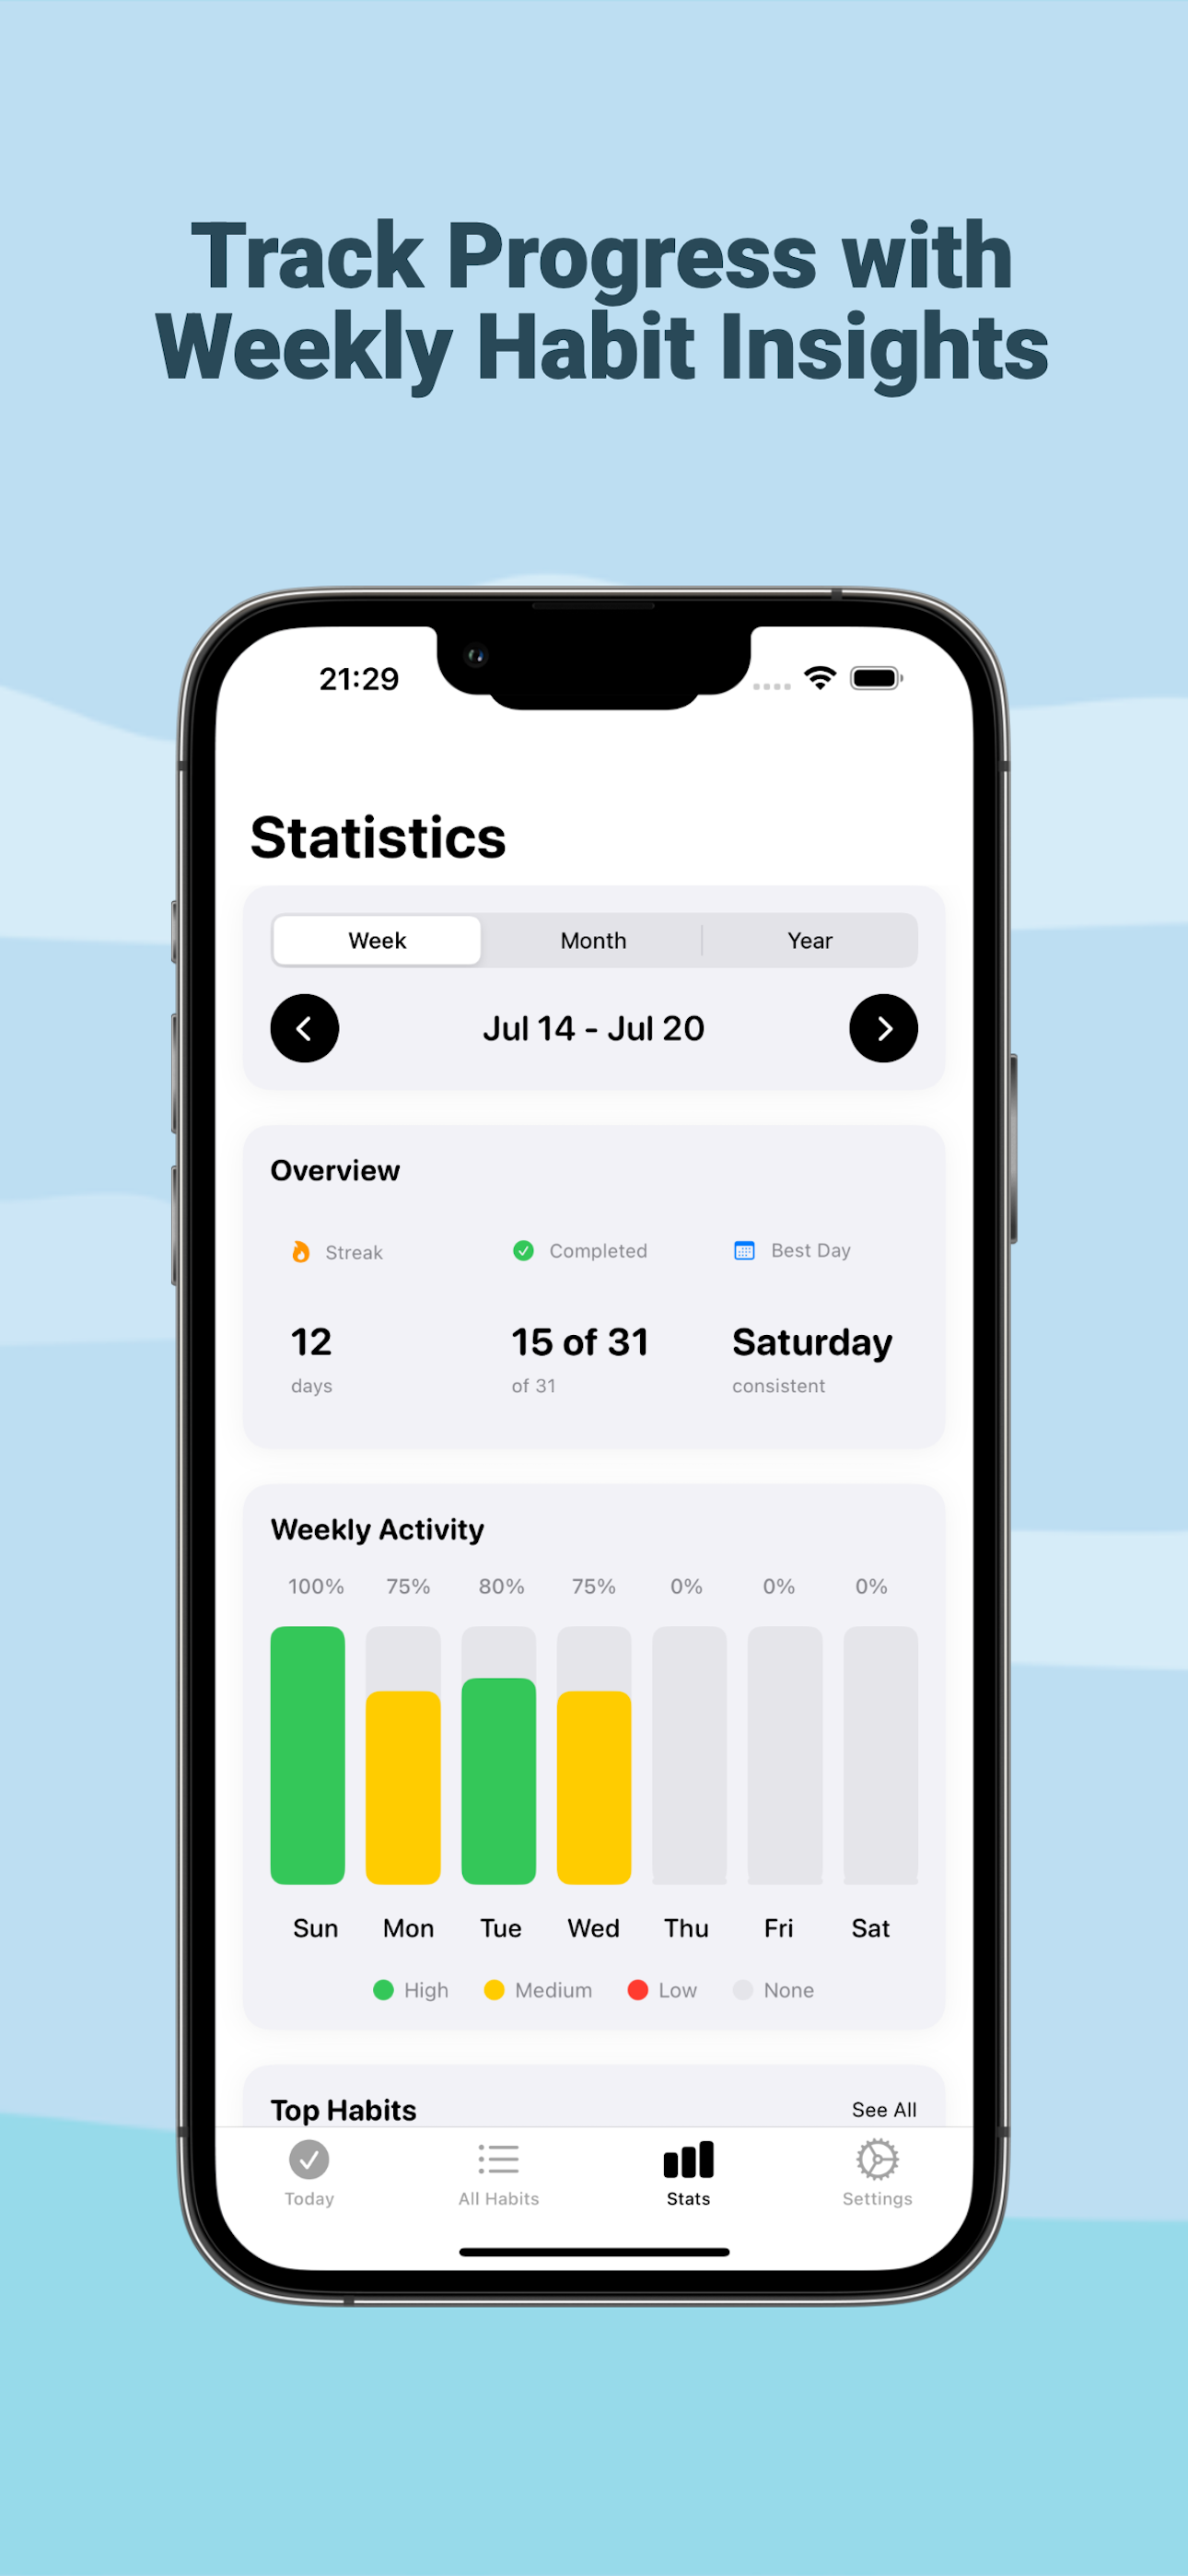 Track Progress with
Weekly Habit Insights
21:29
Statistics
Week Month Year
Jul 14 - Jul 20
Overview
Streak Completed Best Day
12 15 of 31 Saturday
days of 31 consistent
Weekly Activity
100% 75% 80% 75% 0% 0% 0%
Sun Mon Tue Wed Thu Fri Sat
High Medium Low None
Top Habits See All
Today All Habits Stats Settings